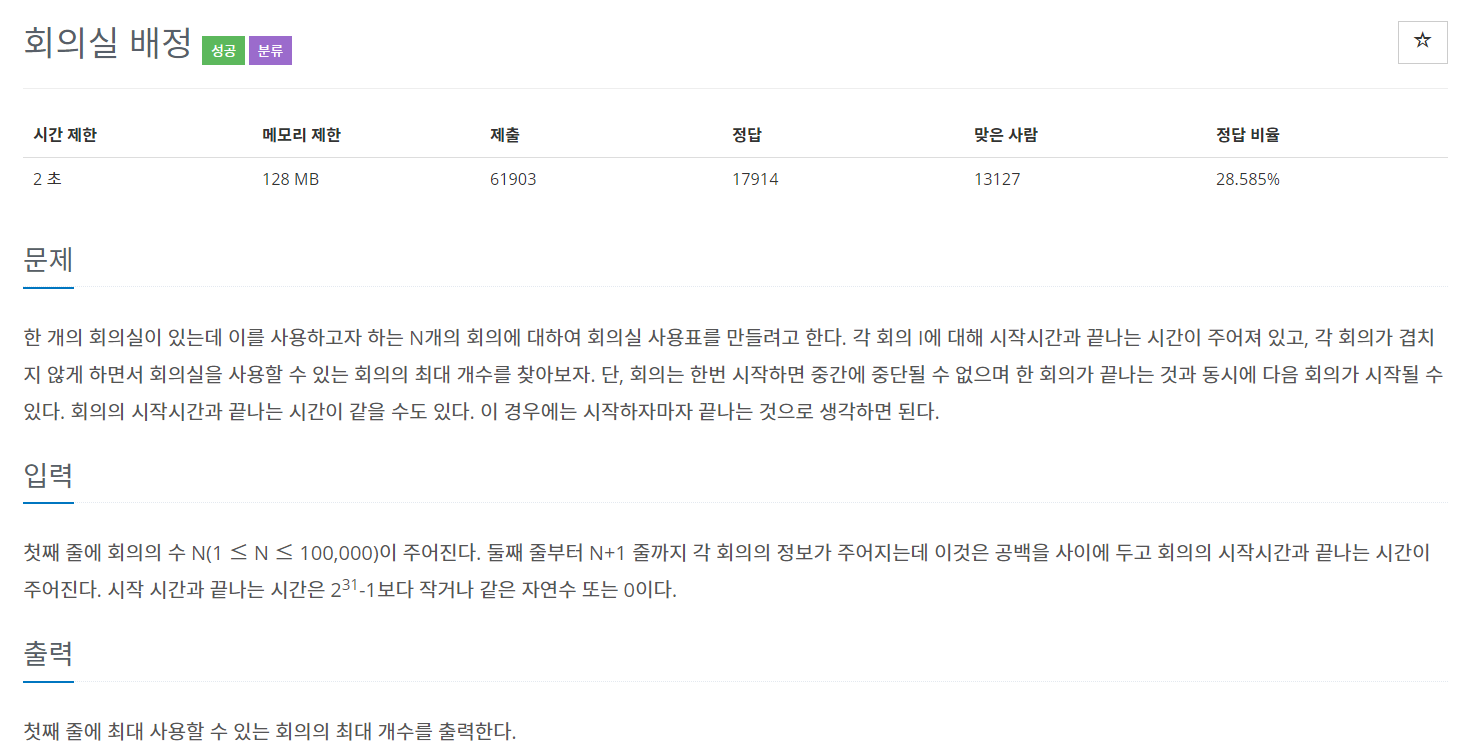 회의실 배정 성공 분류
☆
시간 제한 메모리 제한 제출 정답 맞은 사람 정답 비율
2 초 128 MB 61903 17914 13127 28.585%
문제
한 개의 회의실이 있는데 이를 사용하고자 하는 N개의 회의에 대하여 회의실 사용표를 만들려고 한다. 각 회의 I에 대해 시작시간과 끝나는 시간이 주어져 있고, 각 회의가 겹치
지 않게 하면서 회의실을 사용할 수 있는 회의의 최대 개수를 찾아보자. 단, 회의는 한번 시작하면 중간에 중단될 수 없으며 한 회의가 끝나는 것과 동시에 다음 회의가 시작될 수
있다. 회의의 시작시간과 끝나는 시간이 같을 수도 있다. 이 경우에는 시작하자마자 끝나는 것으로 생각하면 된다.
입력
첫째 줄에 회의의 수 N(1 ≤ N ≤ 100,000)이 주어진다. 둘째 줄부터 N+1 줄까지 각 회의의 정보가 주어지는데 이것은 공백을 사이에 두고 회의의 시작시간과 끝나는 시간이
주어진다. 시작 시간과 끝나는 시간은 2³¹-1보다 작거나 같은 자연수 또는 0이다.
출력
첫째 줄에 최대 사용할 수 있는 회의의 최대 개수를 출력한다.